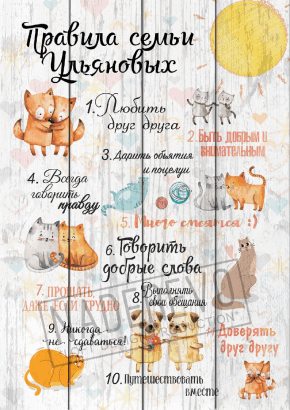 Правила семьи
Ульяновых
1.Любить
друг друга
2.Быть добрым и
внимательным
3. Дарить объятия
и поцелуи
4. Всегда
говорить
правду
5. Много смеятся :)
6. Говорить
добрые слова
7. Прощать,
даже если трудно
8. Выполнять
свои обещания
9. Никогда
не сдаваться!
Доверять
друг другу
10. Путешествовать
вместе